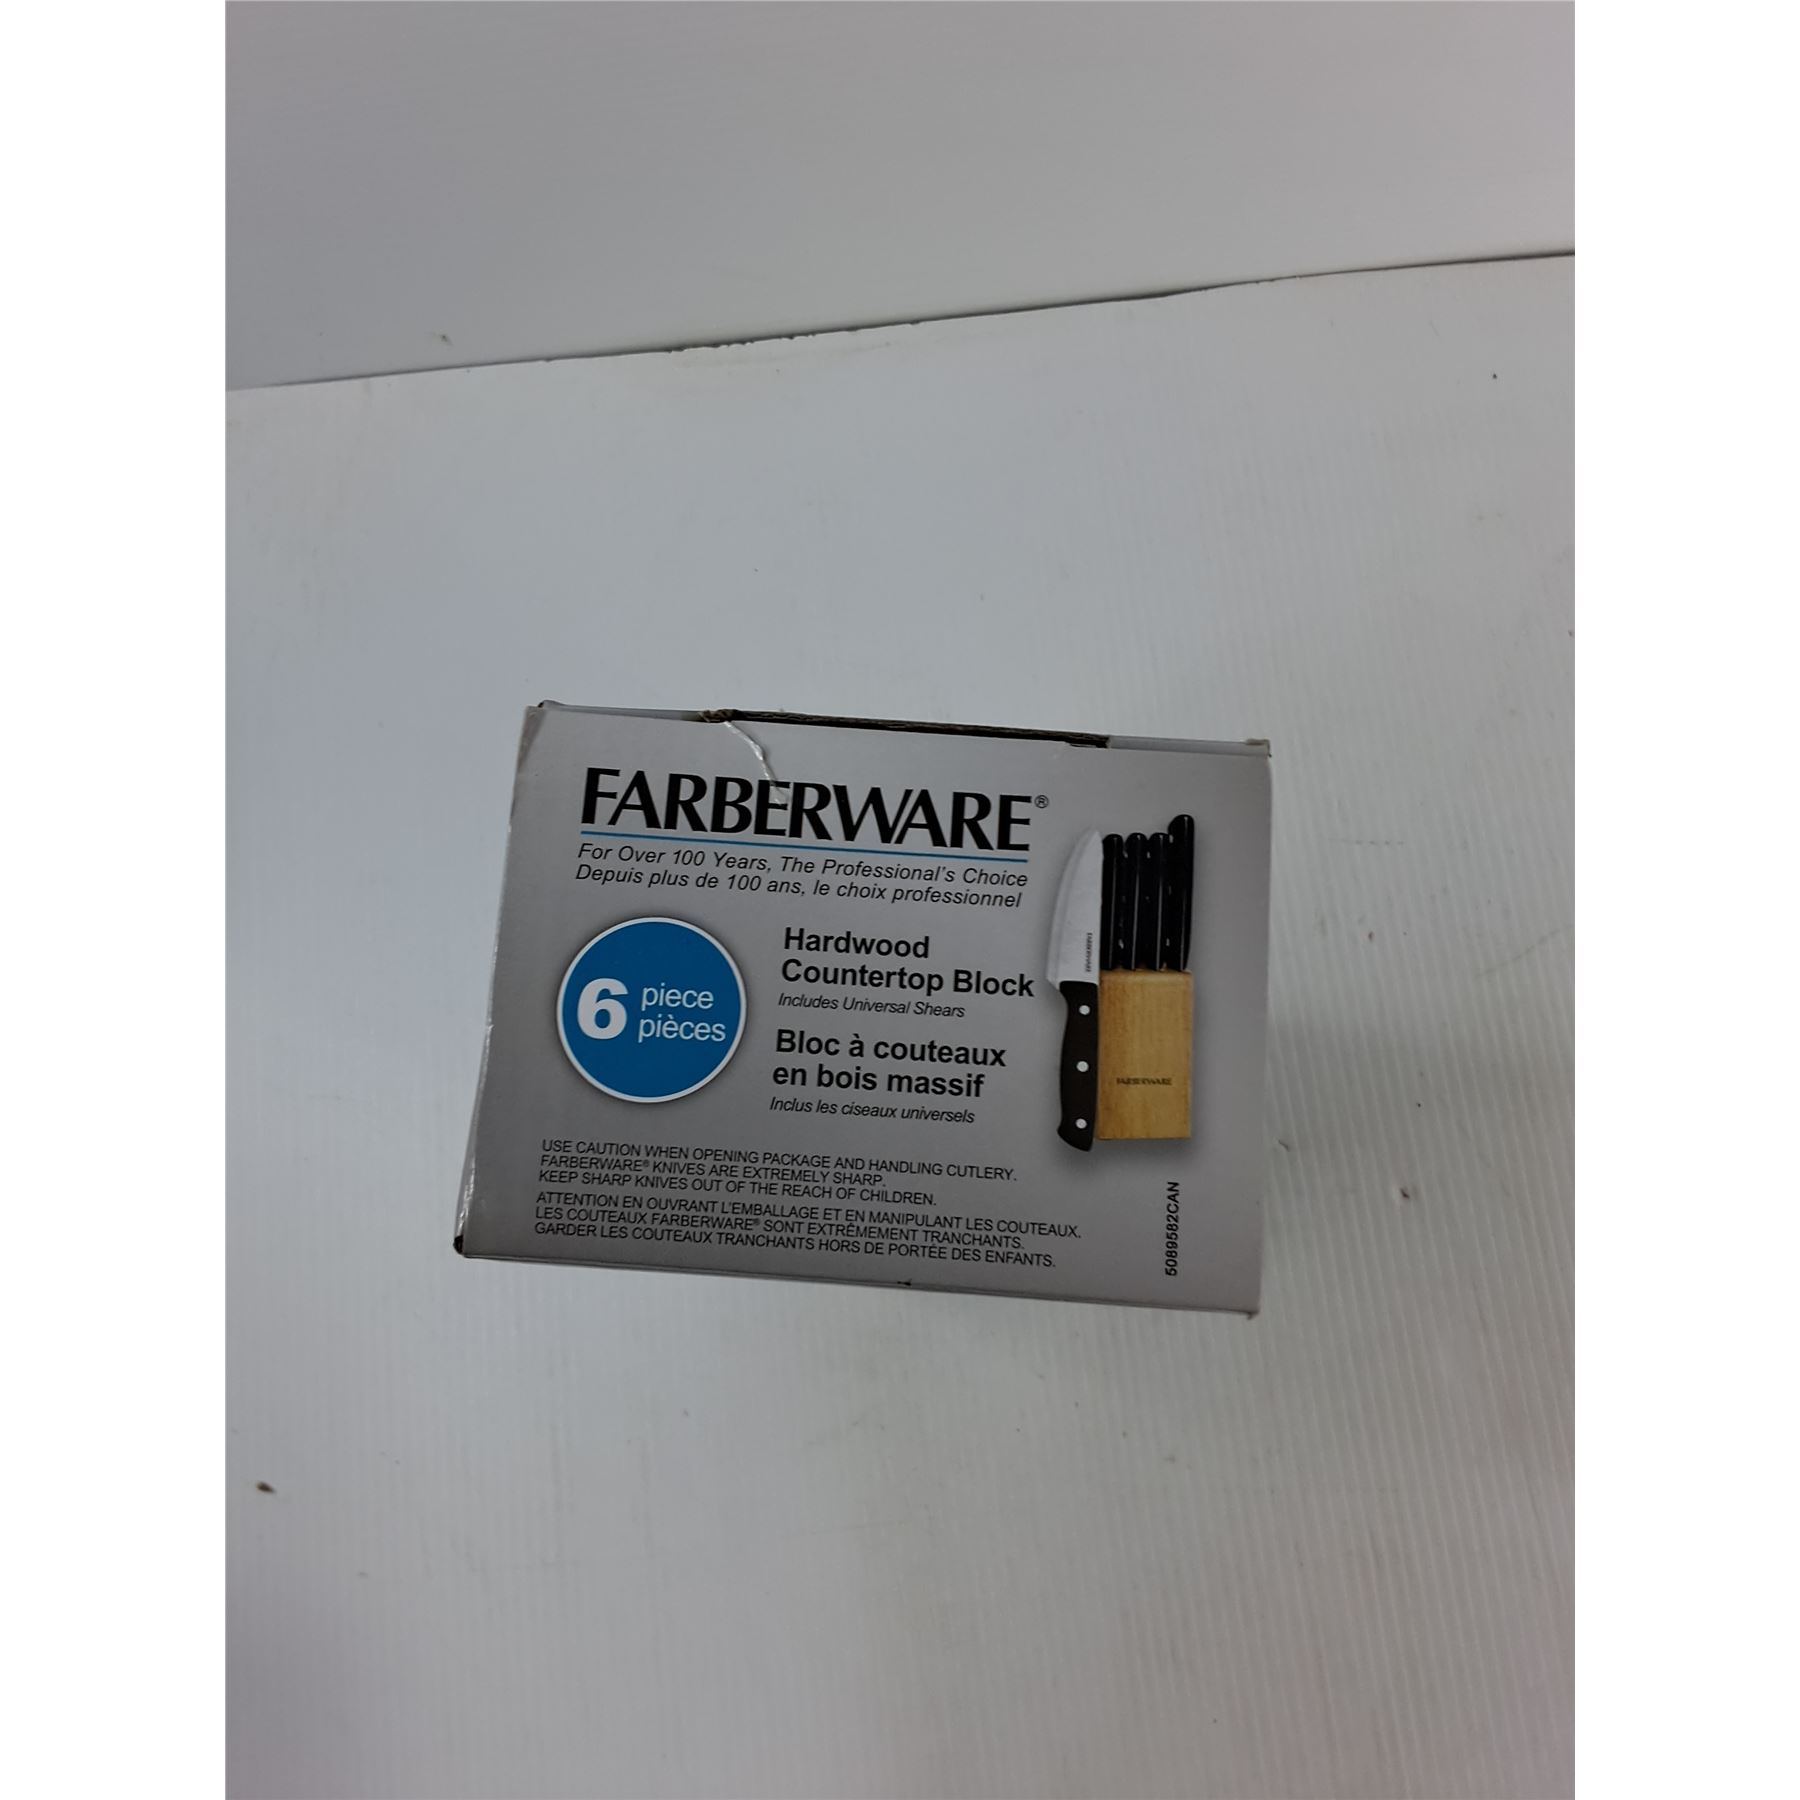 FARBERWARE®
For Over 100 Years, The Professional's Choice
Depuis plus de 100 ans, le choix professionnel
6 piece
pièces
Hardwood
Countertop Block
Includes Universal Shears
Bloc à couteaux
en bois massif
Inclus les ciseaux universels
FARBERWARE
FARBERWARE
USE CAUTION WHEN OPENING PACKAGE AND HANDLING CUTLERY.
FARBERWARE® KNIVES ARE EXTREMELY SHARP.
KEEP SHARP KNIVES OUT OF THE REACH OF CHILDREN.
ATTENTION EN OUVRANT L'EMBALLAGE ET EN MANIPULANT LES COUTEAUX.
LES COUTEAUX FARBERWARE® SONT EXTRÊMEMENT TRANCHANTS.
GARDER LES COUTEAUX TRANCHANTS HORS DE PORTÉE DES ENFANTS.
5089582CAN